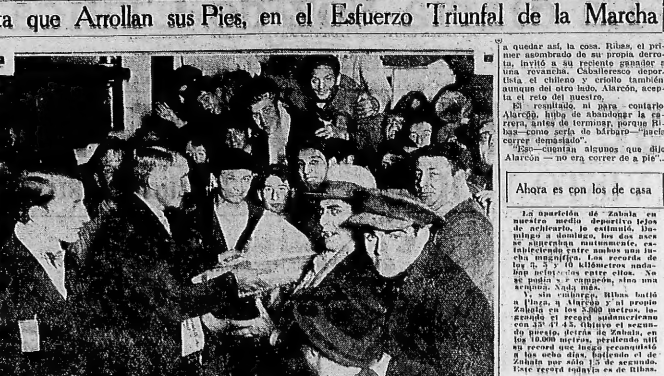 ta que Arrollan sus Pies, en el Esfuerzo Triunfal de la Marcha
a quedar así, la cosa. Ribas, el pri-
mer asombrado de su propia derro-
ta, invitó a su reciente ganador a
una revancha. Caballeresco depor-
tista el chileno y criollo también
aunque del otro lado, Alarcón, acep-
ta el reto del nuestro.
El resultado, ni para contarlo
Alarcón, hubo de abandonar la ca-
rrera, antes de terminar, porque Ri-
bas—como sería de bárbaro—"hacía
correr demasiado".
"Eso—cuentan algunos que dijo
Alarcón — no era correr de a pie".
Ahora es con los de casa
La aparición de Zabala en
nuestro medio deportivo lejos
de achicarlo, lo estimuló. Do-
mingo a domingo, los dos ases
se superaban mutuamente, es-
tableciendo entre ambos una lu-
cha magnífica. Los records de
los 3, 5 y 10 kilómetros anda-
ban entre ellos. No
se podía ser campeón, sino una
semana. Nada más.
Y, sin embargo, Ribas batió
a Plaza, a Alarcón y al propio
Zabala en los 5.000 metros, lo-
grando el record sudamericano
con Obtuvo el segun-
do puesto, detrás de Zabala, en
los 10.000 metros, perdiendo allí
su record que luego reconquistó
a los ocho días, batiendo el de
Zabala por sólo 1|5 de segundo.
Este record todavía es de Ribas.